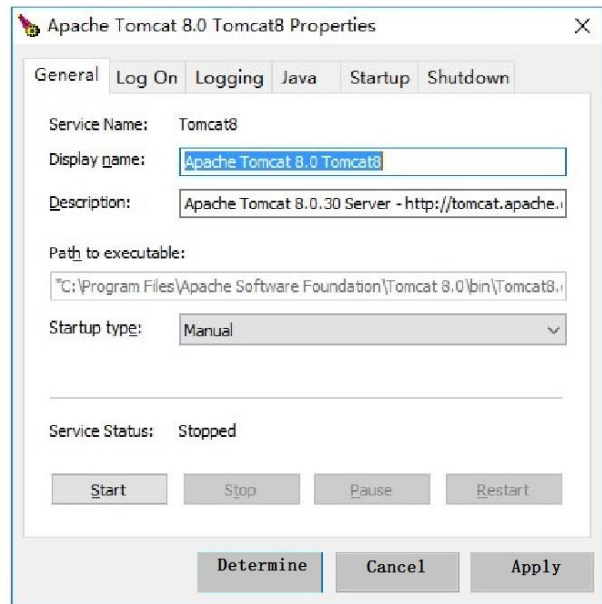 Apache Tomcat 8.0 Tomcat8 Properties
General Log On Logging Java Startup Shutdown
Service Name: Tomcat8
Display name: Apache Tomcat 8.0 Tomcat8
Description: Apache Tomcat 8.0.30 Server - http://tomcat.apache.
Path to executable:
"C:\Program Files\Apache Software Foundation\Tomcat 8.0\bin\Tomcat8.
Startup type: Manual
Service Status: Stopped
Start Stop Pause Restart
Determine Cancel Apply